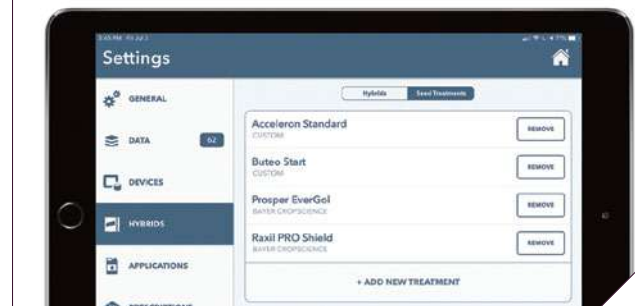 Settings
GENERAL
DATA 62
DEVICES
HYBRIDS
APPLICATIONS
Hybrids Seed Treatments
Acceleron Standard
CUSTOM
REMOVE
Buteo Start
CUSTOM
REMOVE
Prosper EverGol
BAYER CROPSCIENCE
REMOVE
Raxil PRO Shield
BAYER CROPSCIENCE
REMOVE
+ ADD NEW TREATMENT